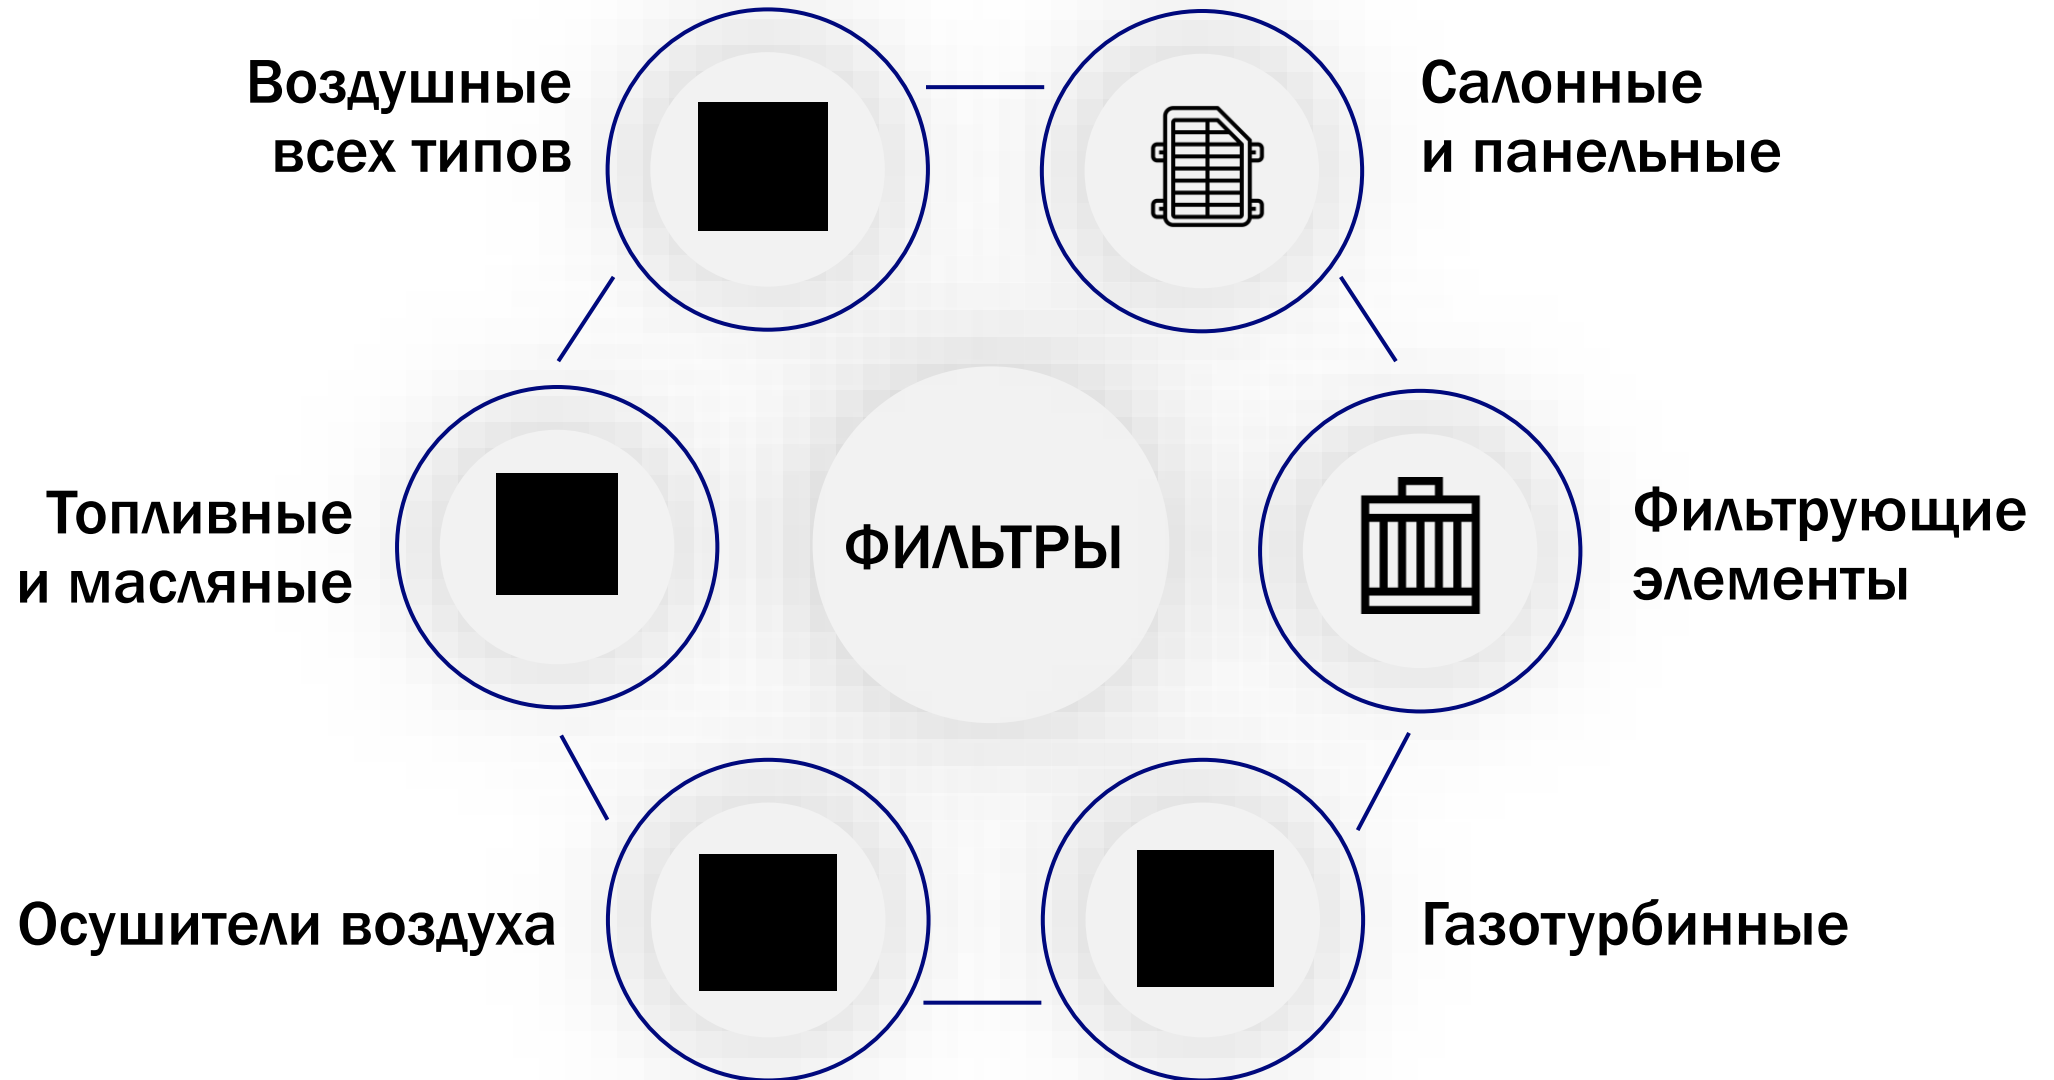 Воздушные
всех типов
Салонные
и панельные
Топливные
и масляные
ФИЛЬТРЫ
Фильтрующие
элементы
Осушители воздуха
Газотурбинные